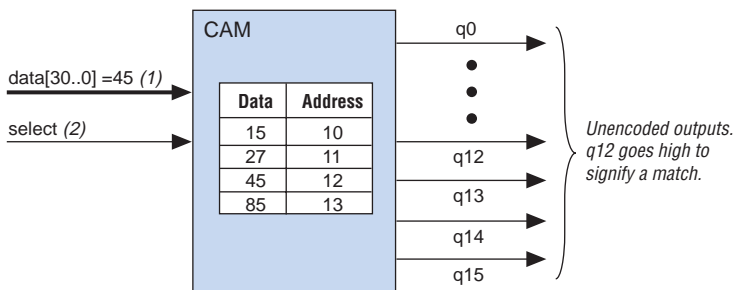 CAM
data[30..0] =45 (1)
select (2)
Data Address
15 10
27 11
45 12
85 13
q0
q12
q13
q14
q15
Unencoded outputs.
q12 goes high to
signify a match.